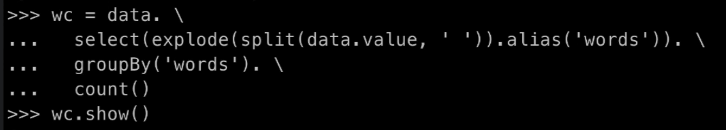 >>> wc = data. \
...   select(explode(split(data.value, ' ')).alias('words')). \
...   groupBy('words'). \
...   count()
>>> wc.show()